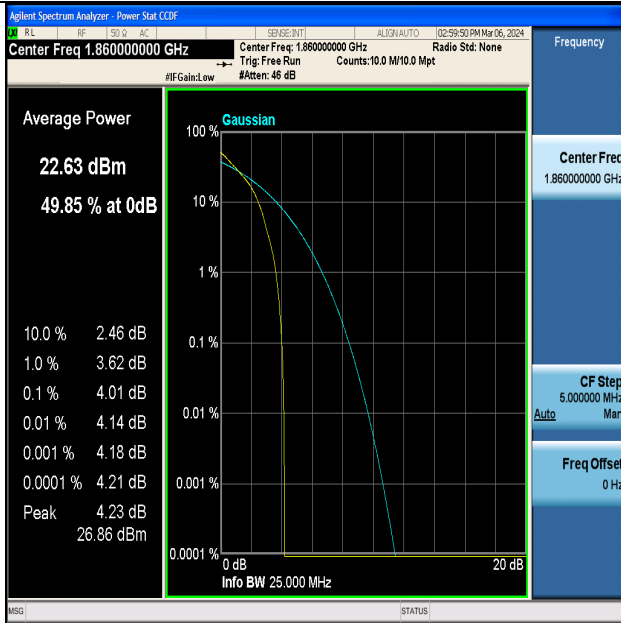 Agilent Spectrum Analyzer - Power Stat CCDF
LXI RL RF 50 Ω AC SENSE:INT ALIGN AUTO 02:59:50 PM Mar 06, 2024
Center Freq 1.860000000 GHz
Center Freq: 1.860000000 GHz Radio Std: None
Trig: Free Run Counts:10.0 M/10.0 Mpt
#IFGain:Low #Atten: 46 dB
Frequency
Average Power
22.63 dBm
49.85 % at 0dB
10.0 % 2.46 dB
1.0 % 3.62 dB
0.1 % 4.01 dB
0.01 % 4.14 dB
0.001 % 4.18 dB
0.0001 % 4.21 dB
Peak 4.23 dB
26.86 dBm
Gaussian
100 %
10 %
1 %
0.1 %
0.01 %
0.001 %
0.0001 %
0 dB 20 dB
Info BW 25.000 MHz
Center Freq
1.860000000 GHz
CF Step
5.000000 MHz
Auto Man
Freq Offset
0 Hz
MSG STATUS